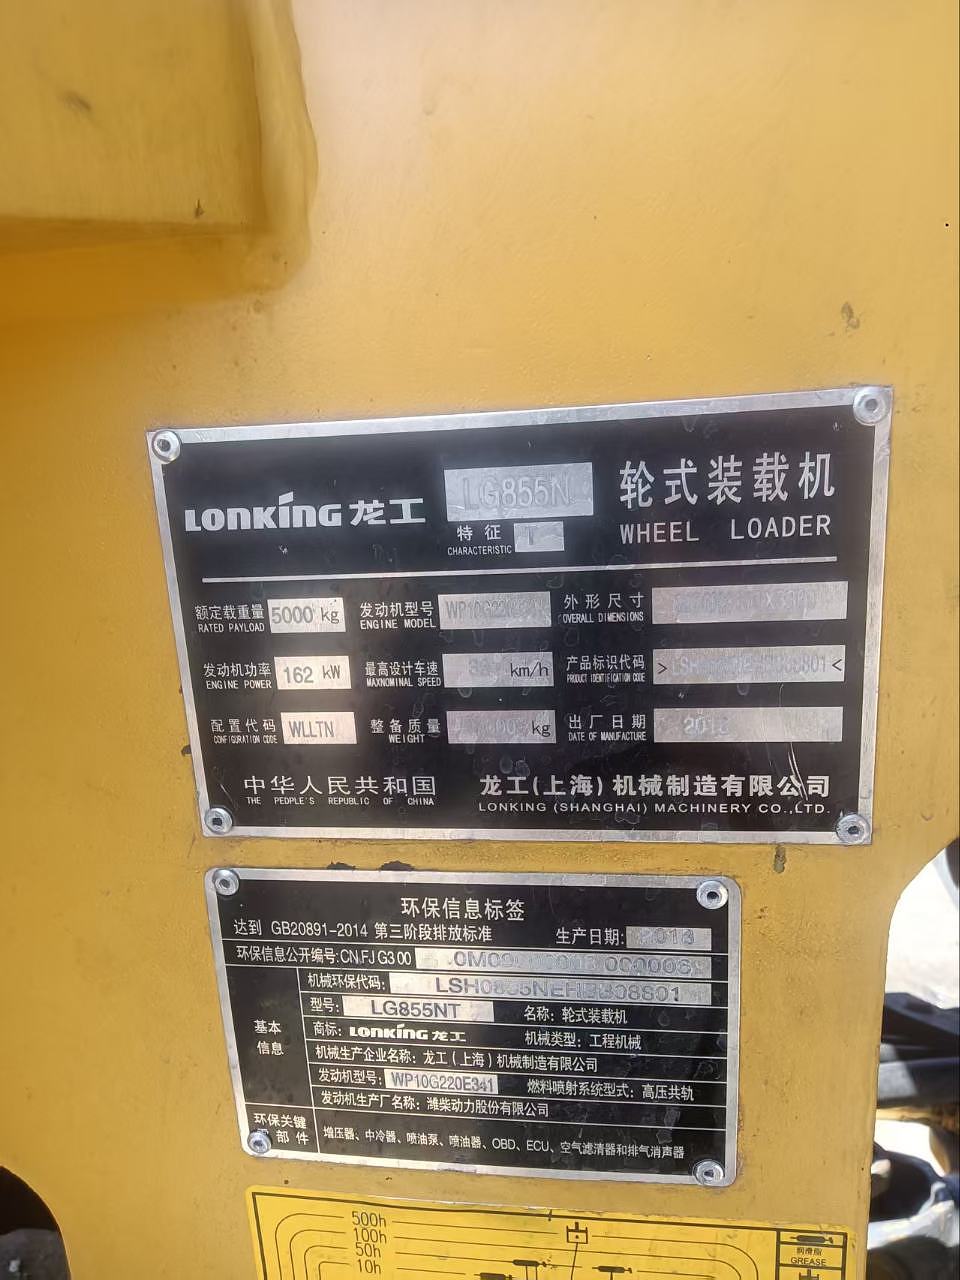 LONKING 龙工 LG855N 轮式装载机
特征 T WHEEL LOADER
CHARACTERISTIC
额定载重量 5000 kg 发动机型号 外形尺寸
RATED PAYLOAD ENGINE MODEL OVERALL DIMENSIONS
发动机功率 162 kW 最高设计车速 km/h 产品标识代码
ENGINE POWER MAXNOMINAL SPEED PRODUCT IDENTIFICATION CODE
配置代码 WLLTN 整备质量 kg 出厂日期
CONFIGURATION CODE WEIGHT DATE OF MANUFACTURE
中华人民共和国 龙工(上海)机械制造有限公司
THE PEOPLE'S REPUBLIC OF CHINA LONKING (SHANGHAI) MACHINERY CO.,LTD.
环保信息标签
达到 GB20891-2014 第三阶段排放标准 生产日期:
环保信息公开编号:CN FJ G3 00
机械环保代码:
型号: LG855NT 名称: 轮式装载机
基本信息
商标: LONKING 龙工 机械类型: 工程机械
机械生产企业名称: 龙工(上海)机械制造有限公司
发动机型号: WP10G220E341 燃料喷射系统型式: 高压共轨
发动机生产厂名称: 潍柴动力股份有限公司
环保关键
部件 增压器、中冷器、喷油泵、喷油器、OBD、ECU、空气滤清器和排气消声器
500h
100h
50h
10h
润滑脂
GREASE